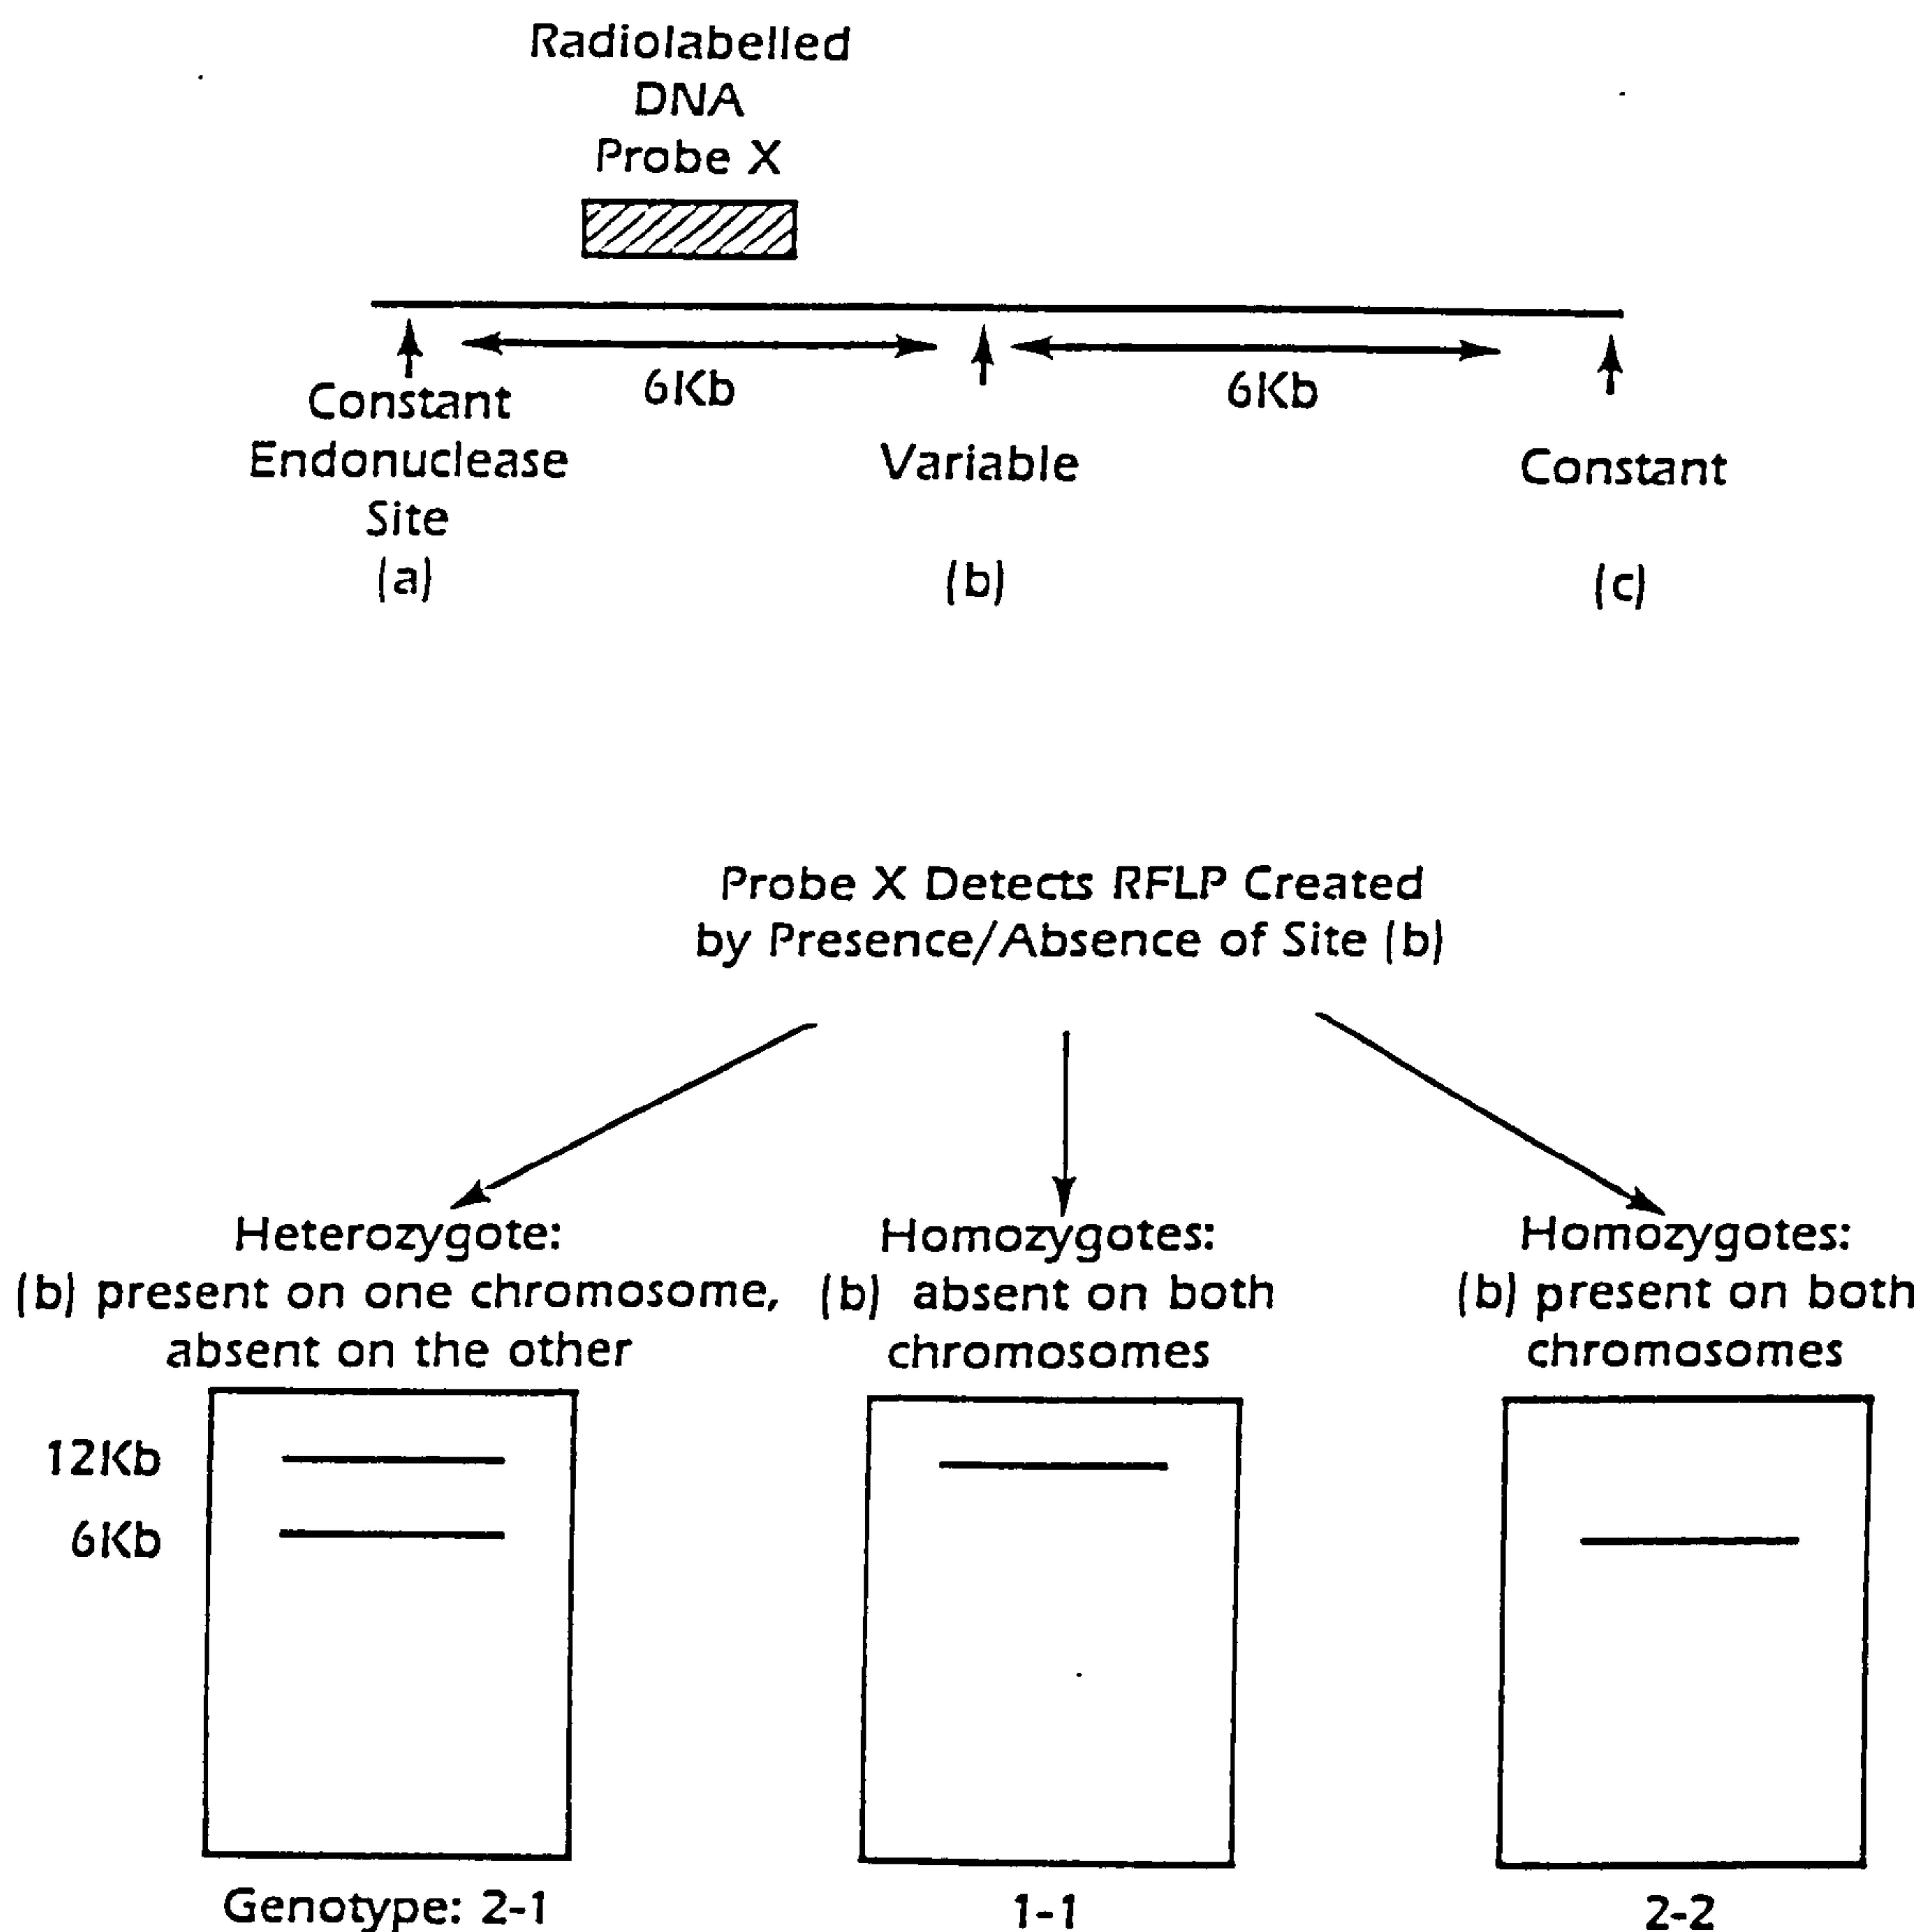 Radiolabelled
DNA
Probe X
6Kb
6Kb
Constant
Endonuclease
Site
(a)
Variable
(b)
Constant
(c)
Probe X Detects RFLP Created
by Presence/Absence of Site (b)
Heterozygote:
(b) present on one chromosome,
absent on the other
Homozygotes:
(b) absent on both
chromosomes
Homozygotes:
(b) present on both
chromosomes
12Kb
6Kb
Genotype: 2-1
1-1
2-2